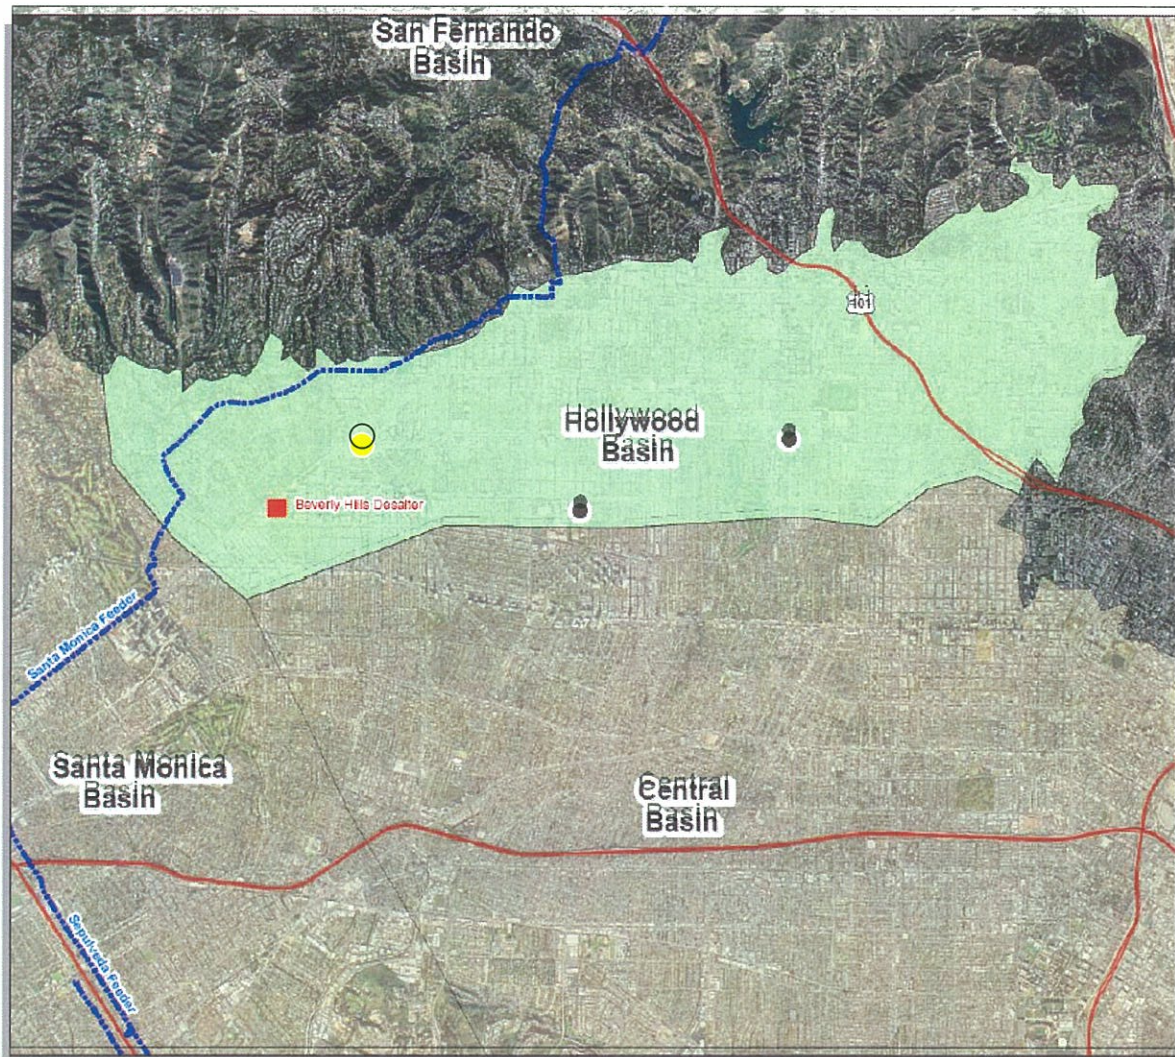 San Fernando
Basin
101
Hollywood
Basin
Beverly Hills Desalter
Santa Monica Feeder
Santa Monica
Basin
Central
Basin
Sepulveda Feeder